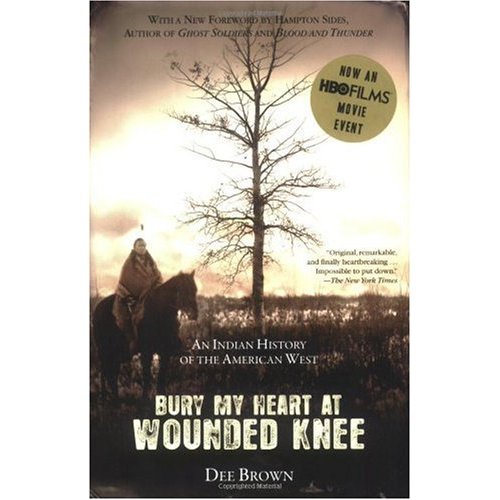 WITH A NEW FOREWORD BY HAMPTON SIDES,
AUTHOR OF GHOST SOLDIERS AND BLOOD AND THUNDER
NOW AN
HBO FILMS
MOVIE
EVENT
"Original, remarkable,
and finally heartbreaking . . .
Impossible to put down."
—The New York Times
AN INDIAN HISTORY
OF THE AMERICAN WEST
BURY MY HEART AT
WOUNDED KNEE
DEE BROWN
Copyrighted Material